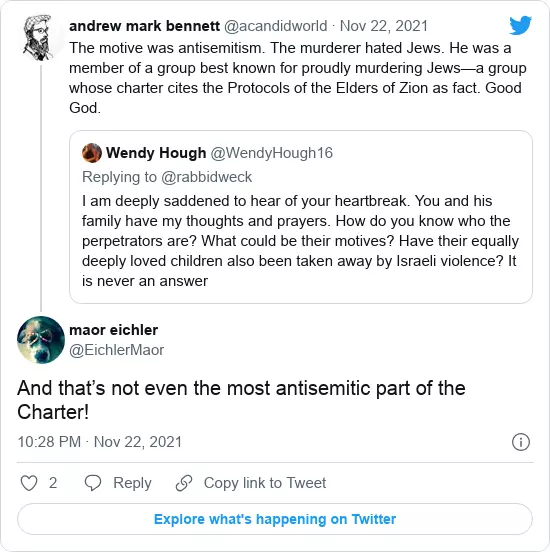 andrew mark bennett @acandidworld · Nov 22, 2021
The motive was antisemitism. The murderer hated Jews. He was a
member of a group best known for proudly murdering Jews—a group
whose charter cites the Protocols of the Elders of Zion as fact. Good
God.
Wendy Hough @WendyHough16
Replying to @rabbidweck
I am deeply saddened to hear of your heartbreak. You and his
family have my thoughts and prayers. How do you know who the
perpetrators are? What could be their motives? Have their equally
deeply loved children also been taken away by Israeli violence? It
is never an answer
maor eichler
@EichlerMaor
And that’s not even the most antisemitic part of the
Charter!
10:28 PM · Nov 22, 2021
2 Reply Copy link to Tweet
Explore what's happening on Twitter